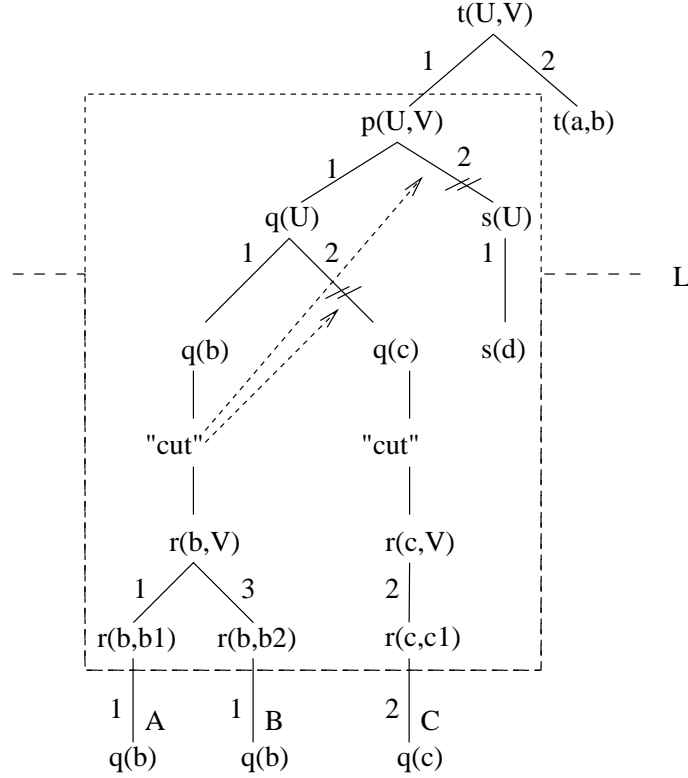 t(U,V)
1 2
p(U,V) t(a,b)
1 2
q(U) s(U)
1 2 1
L
q(b) q(c) s(d)
"cut" "cut"
r(b,V) r(c,V)
1 3 2
r(b,b1) r(b,b2) r(c,c1)
1 A 1 B 2 C
q(b) q(b) q(c)